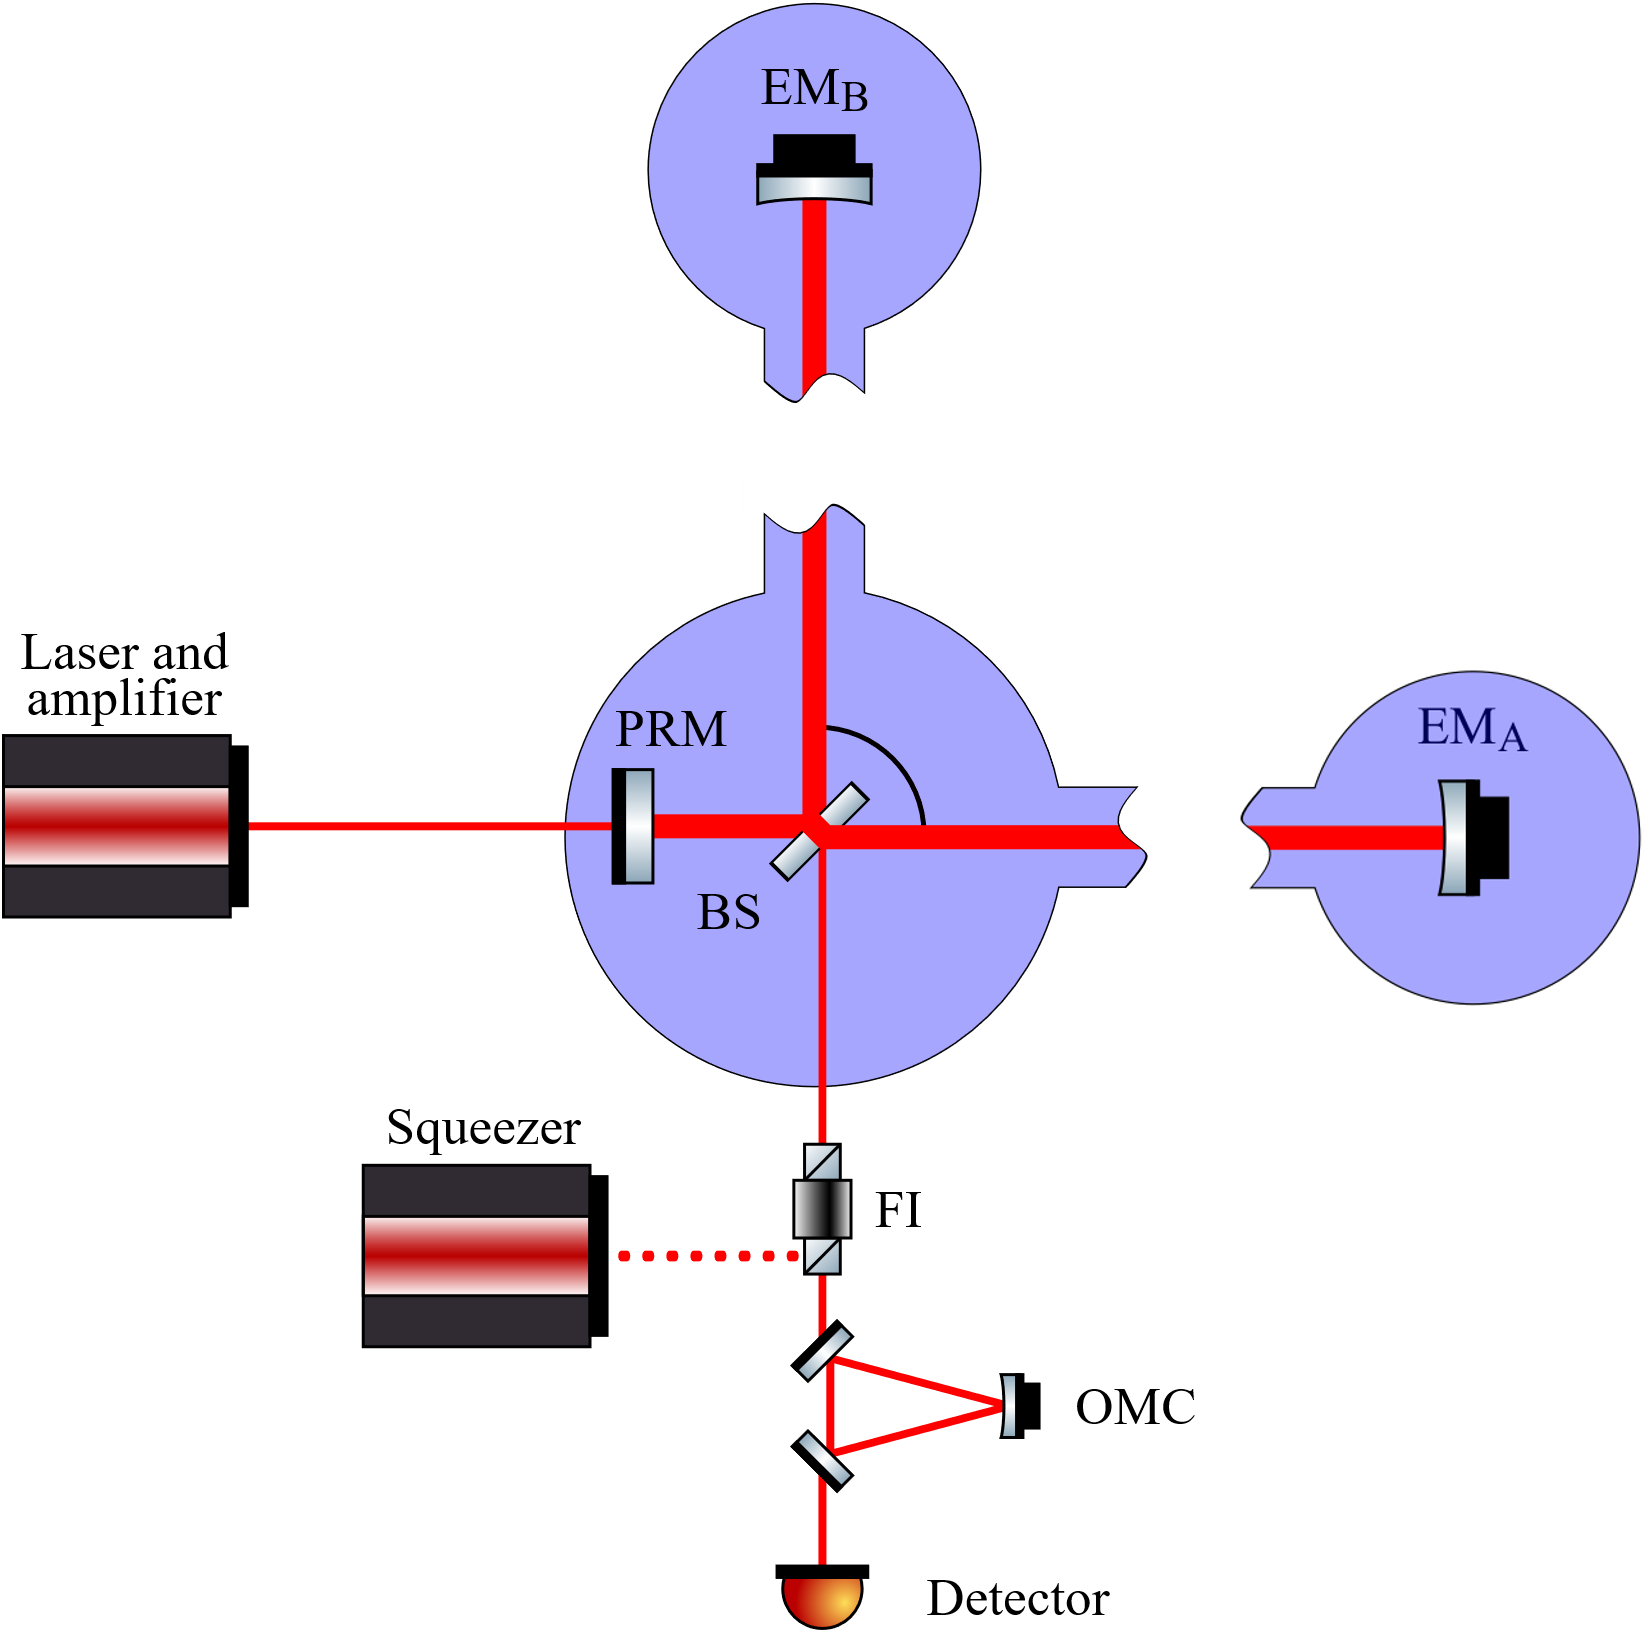 EMB
Laser and
amplifier
PRM
EMA
BS
Squeezer
FI
OMC
Detector